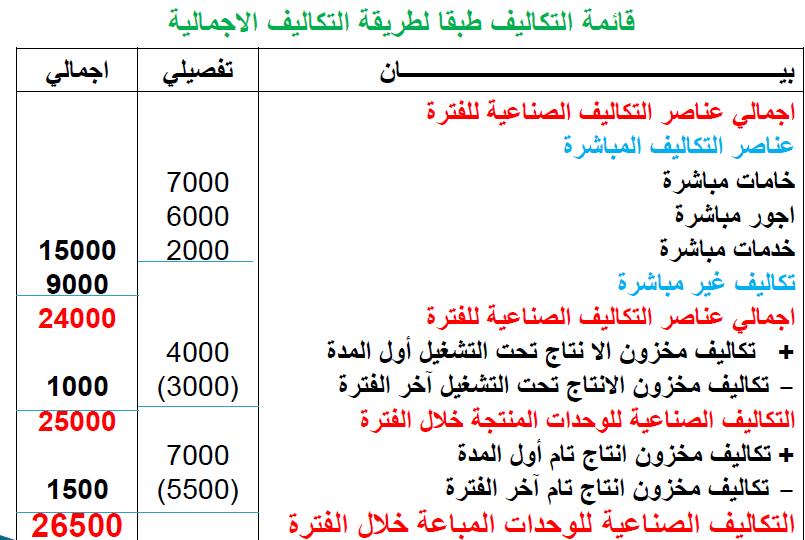 قائمة التكاليف طبقا لطريقة التكاليف الاجمالية
بيـــــــــــــــــان تفصيلي اجمالي
اجمالي عناصر التكاليف الصناعية للفترة
عناصر التكاليف المباشرة
خامات مباشرة 7000
اجور مباشرة 6000
خدمات مباشرة 2000 15000
تكاليف غير مباشرة 9000
اجمالي عناصر التكاليف الصناعية للفترة 24000
+ تكاليف مخزون الا نتاج تحت التشغيل أول المدة 4000
– تكاليف مخزون الانتاج تحت التشغيل آخر الفترة (3000) 1000
التكاليف الصناعية للوحدات المنتجة خلال الفترة 25000
+ تكاليف مخزون انتاج تام أول المدة 7000
– تكاليف مخزون انتاج تام آخر الفترة (5500) 1500
التكاليف الصناعية للوحدات المباعة خلال الفترة 26500